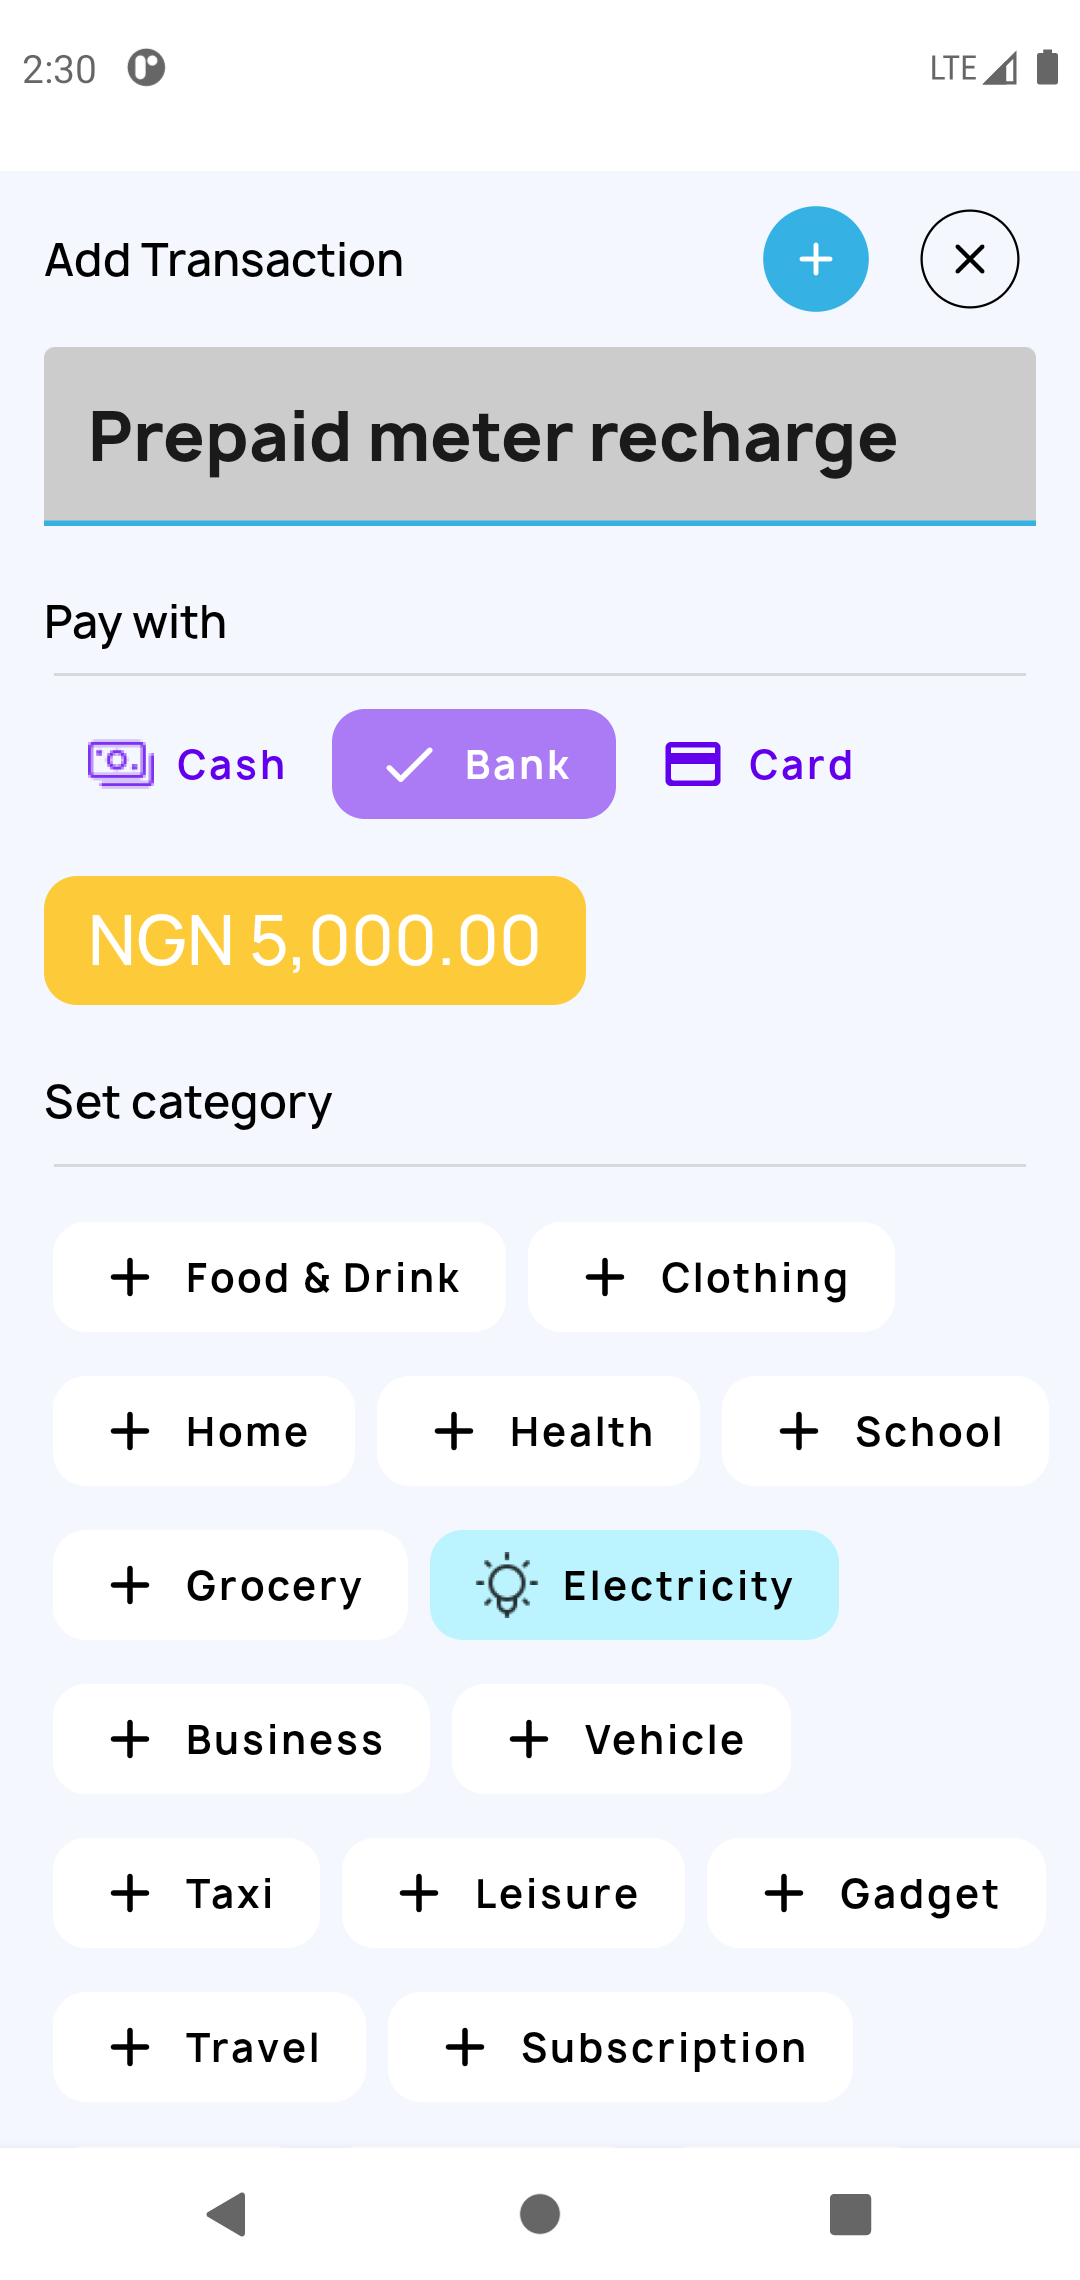 2:30 LTE
Add Transaction
Prepaid meter recharge
Pay with
Cash Bank Card
NGN 5,000.00
Set category
Food & Drink Clothing
Home Health School
Grocery Electricity
Business Vehicle
Taxi Leisure Gadget
Travel Subscription